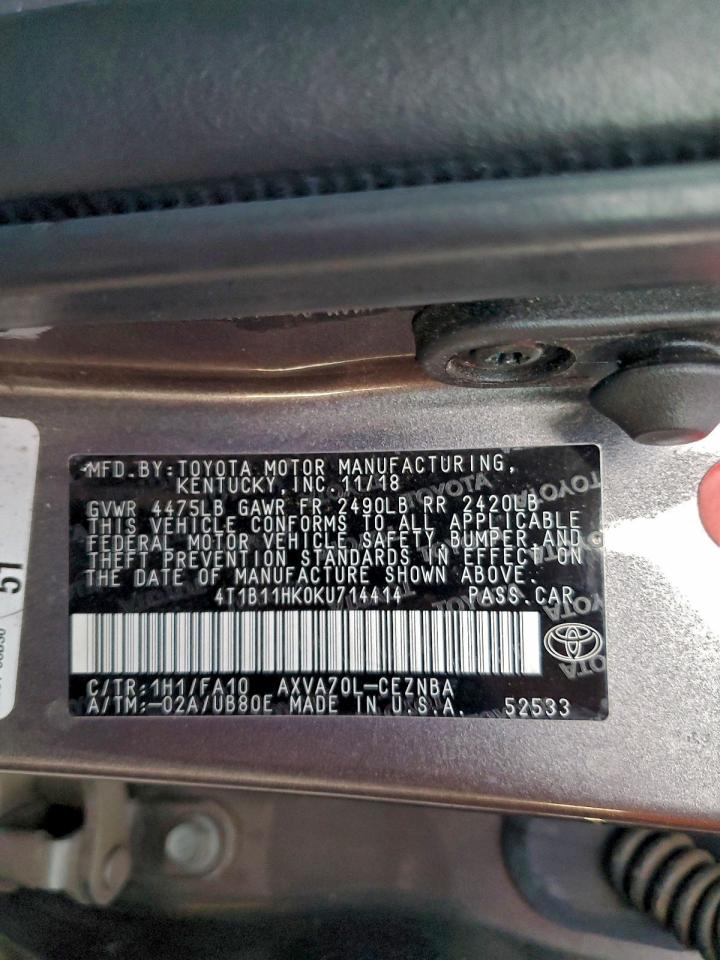 MFD.BY:TOYOTA MOTOR MANUFACTURING,
KENTUCKY, INC. 11/18
GVWR 4475LB GAWR FR 2490LB RR 2420LB
THIS VEHICLE CONFORMS TO ALL APPLICABLE
FEDERAL MOTOR VEHICLE SAFETY, BUMPER, AND
THEFT PREVENTION STANDARDS IN EFFECT ON
THE DATE OF MANUFACTURE SHOWN ABOVE.
4T1B11HK0KU714414 PASS.CAR
C/TR:1H1/FA10 AXVA70L-CEZNBA
A/TM:-02A/UB80E MADE IN U.S.A. 52533
TOYOTA
51